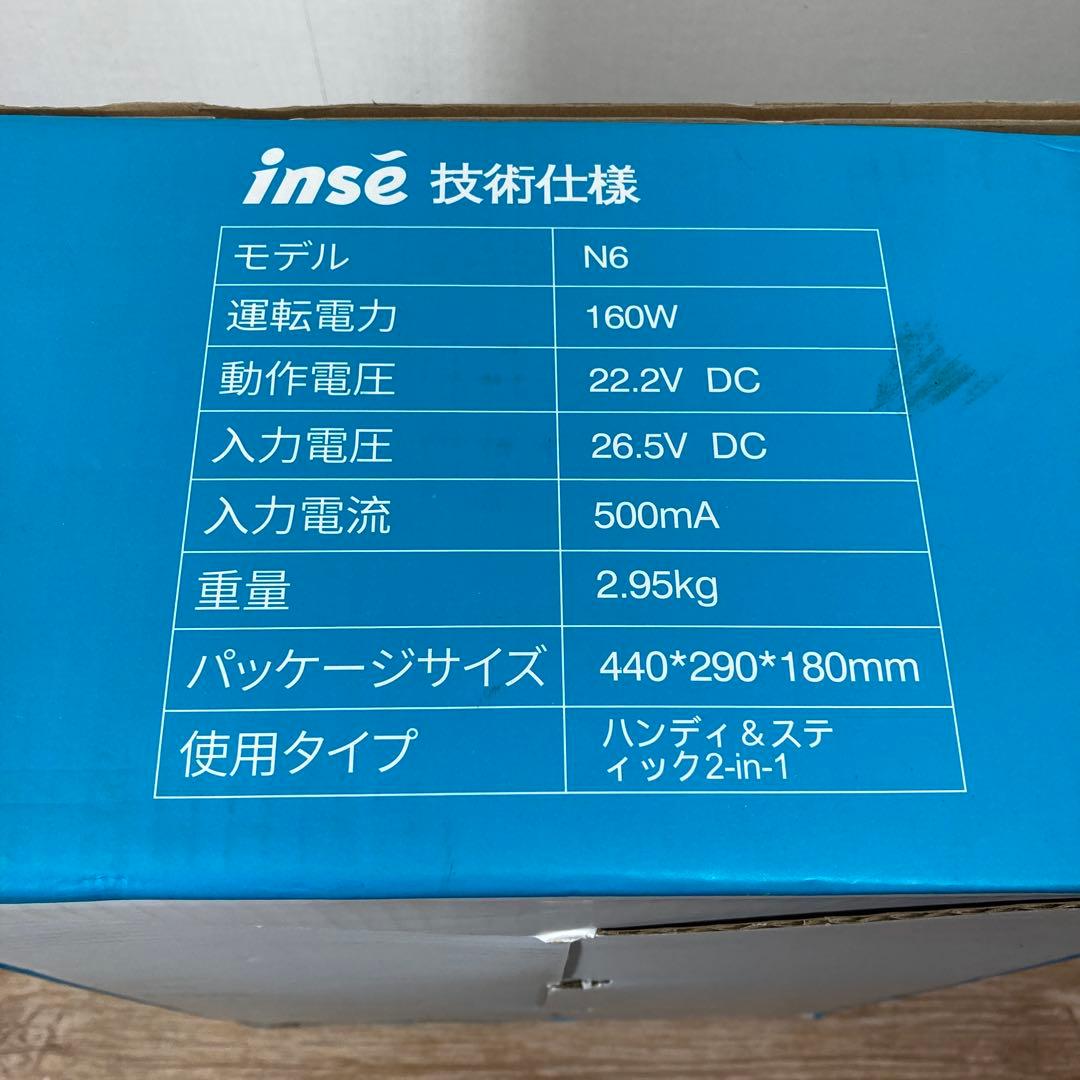 insē 技術仕様
モデル N6
運転電力 160W
動作電圧 22.2V DC
入力電圧 26.5V DC
入力電流 500mA
重量 2.95kg
パッケージサイズ 440*290*180mm
使用タイプ ハンディ&ステ
ィック2-in-1